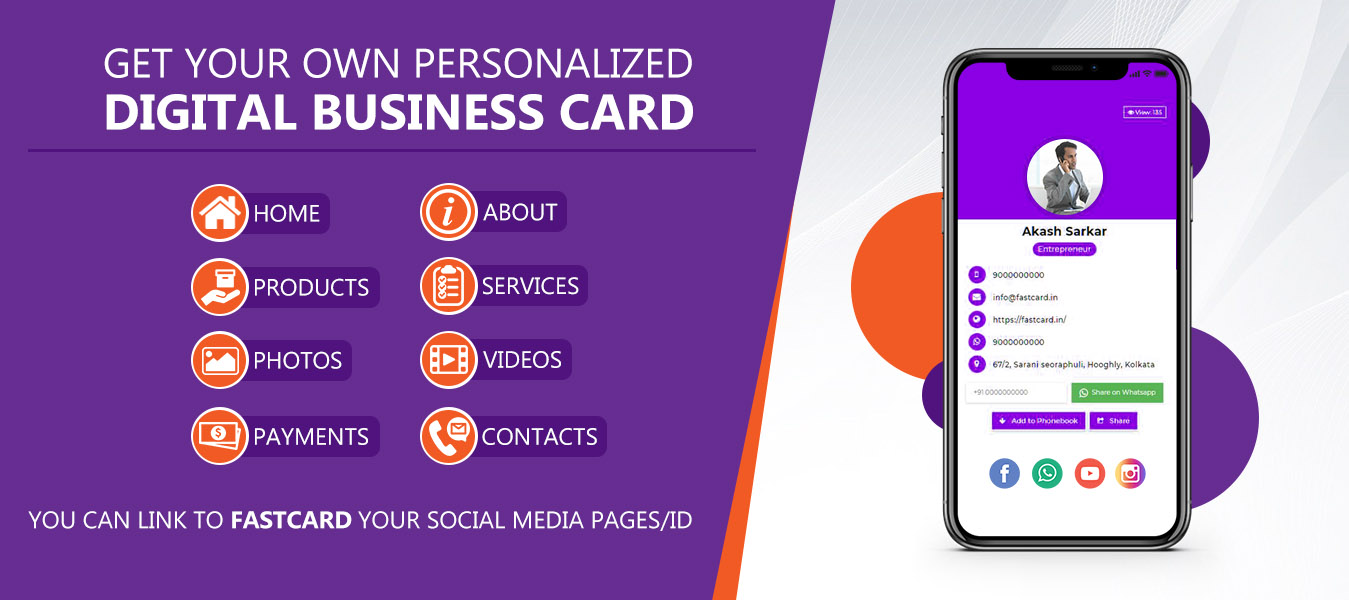 GET YOUR OWN PERSONALIZED
DIGITAL BUSINESS CARD
HOME
ABOUT
PRODUCTS
SERVICES
PHOTOS
VIDEOS
PAYMENTS
CONTACTS
YOU CAN LINK TO FASTCARD YOUR SOCIAL MEDIA PAGES/ID
View: 135
Akash Sarkar
Entrepreneur
9000000000
info@fastcard.in
https://fastcard.in/
9000000000
67/2, Sarani seoraphuli, Hooghly, Kolkata
+91 0000000000
Share on Whatsapp
Add to Phonebook
Share